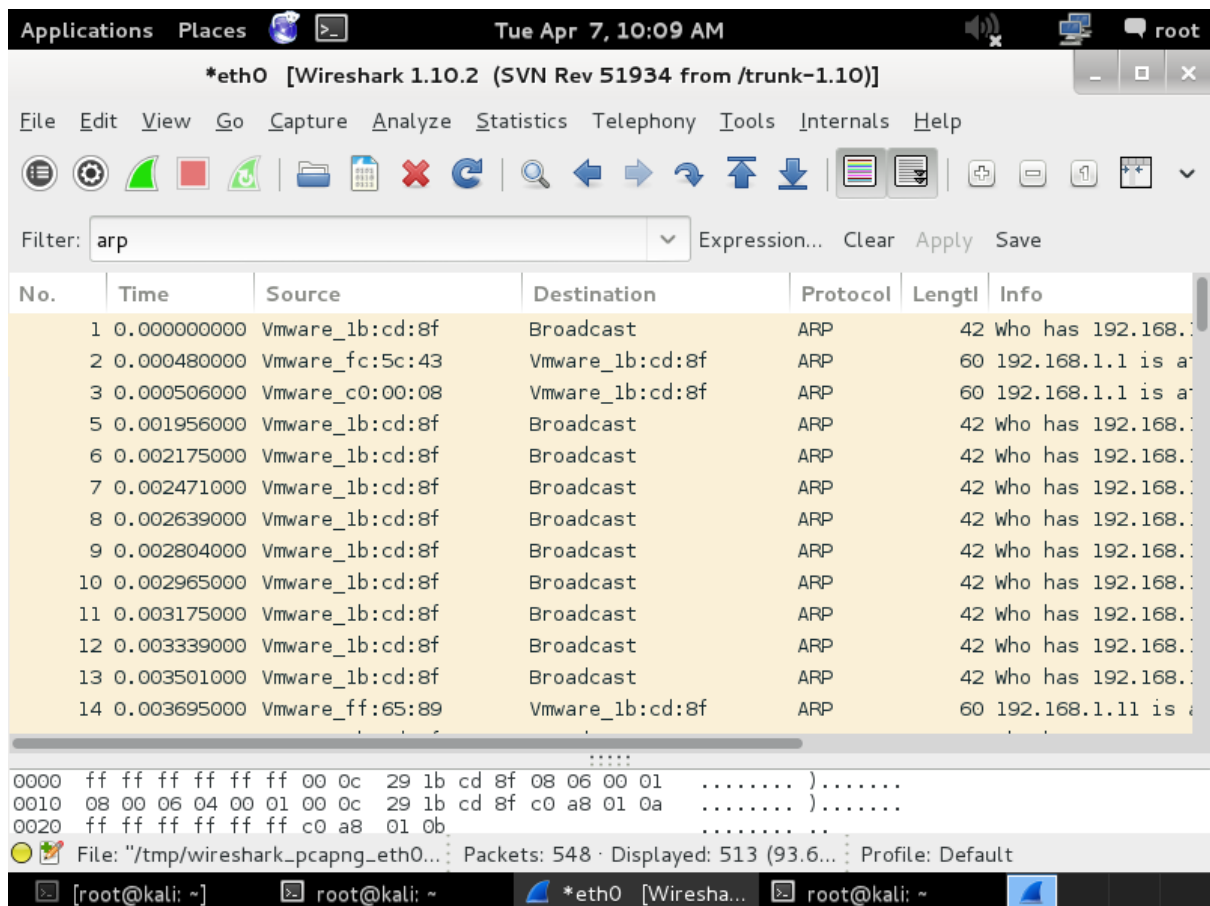 Applications Places Tue Apr 7, 10:09 AM root
*eth0 [Wireshark 1.10.2 (SVN Rev 51934 from /trunk-1.10)]
File Edit View Go Capture Analyze Statistics Telephony Tools Internals Help
Filter: arp Expression... Clear Apply Save
No. Time Source Destination Protocol Lengtl Info
1 0.000000000 Vmware_1b:cd:8f Broadcast ARP 42 Who has 192.168.1
2 0.000480000 Vmware_fc:5c:43 Vmware_1b:cd:8f ARP 60 192.168.1.1 is
3 0.000506000 Vmware_c0:00:08 Vmware_1b:cd:8f ARP 60 192.168.1.1 is
5 0.001956000 Vmware_1b:cd:8f Broadcast ARP 42 Who has 192.168.1
6 0.002175000 Vmware_1b:cd:8f Broadcast ARP 42 Who has 192.168.1
7 0.002471000 Vmware_1b:cd:8f Broadcast ARP 42 Who has 192.168.1
8 0.002639000 Vmware_1b:cd:8f Broadcast ARP 42 Who has 192.168.1
9 0.002804000 Vmware_1b:cd:8f Broadcast ARP 42 Who has 192.168.1
10 0.002965000 Vmware_1b:cd:8f Broadcast ARP 42 Who has 192.168.1
11 0.003175000 Vmware_1b:cd:8f Broadcast ARP 42 Who has 192.168.1
12 0.003339000 Vmware_1b:cd:8f Broadcast ARP 42 Who has 192.168.1
13 0.003501000 Vmware_1b:cd:8f Broadcast ARP 42 Who has 192.168.1
14 0.003695000 Vmware_ff:65:89 Vmware_1b:cd:8f ARP 60 192.168.1.11 is
0000 ff ff ff ff ff ff 00 0c 29 1b cd 8f 08 06 00 01 ........ ).......
0010 08 00 06 04 00 01 00 0c 29 1b cd 8f c0 a8 01 0a ........ ).......
0020 ff ff ff ff ff ff c0 a8 01 0b ........ ..
File: "/tmp/wireshark_pcapng_eth0... Packets: 548 · Displayed: 513 (93.6... Profile: Default
[root@kali: ~] root@kali: ~ *eth0 [Wiresha... root@kali: ~